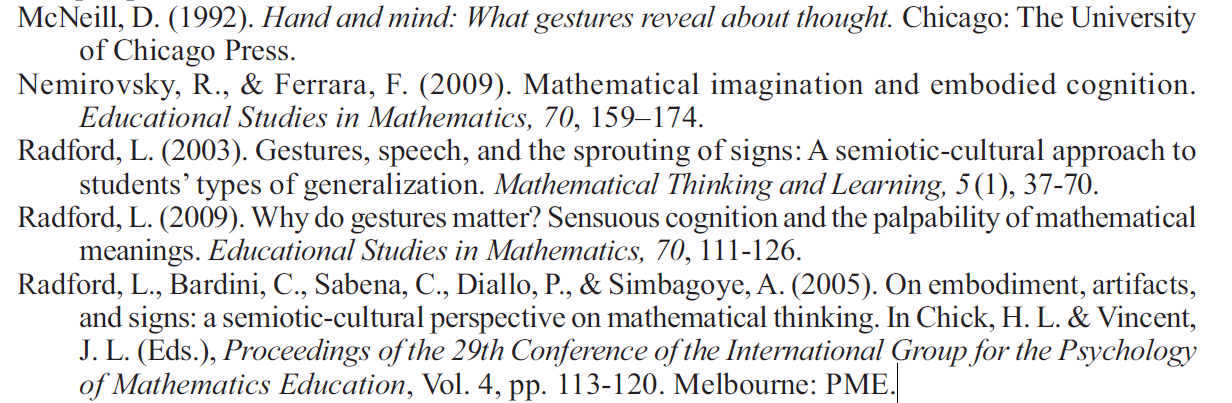 McNeill, D. (1992). Hand and mind: What gestures reveal about thought. Chicago: The University
of Chicago Press.
Nemirovsky, R., & Ferrara, F. (2009). Mathematical imagination and embodied cognition.
Educational Studies in Mathematics, 70, 159–174.
Radford, L. (2003). Gestures, speech, and the sprouting of signs: A semiotic-cultural approach to
students’ types of generalization. Mathematical Thinking and Learning, 5(1), 37-70.
Radford, L. (2009). Why do gestures matter? Sensuous cognition and the palpability of mathematical
meanings. Educational Studies in Mathematics, 70, 111-126.
Radford, L., Bardini, C., Sabena, C., Diallo, P., & Simbagoye, A. (2005). On embodiment, artifacts,
and signs: a semiotic-cultural perspective on mathematical thinking. In Chick, H. L. & Vincent,
J. L. (Eds.), Proceedings of the 29th Conference of the International Group for the Psychology
of Mathematics Education, Vol. 4, pp. 113-120. Melbourne: PME.